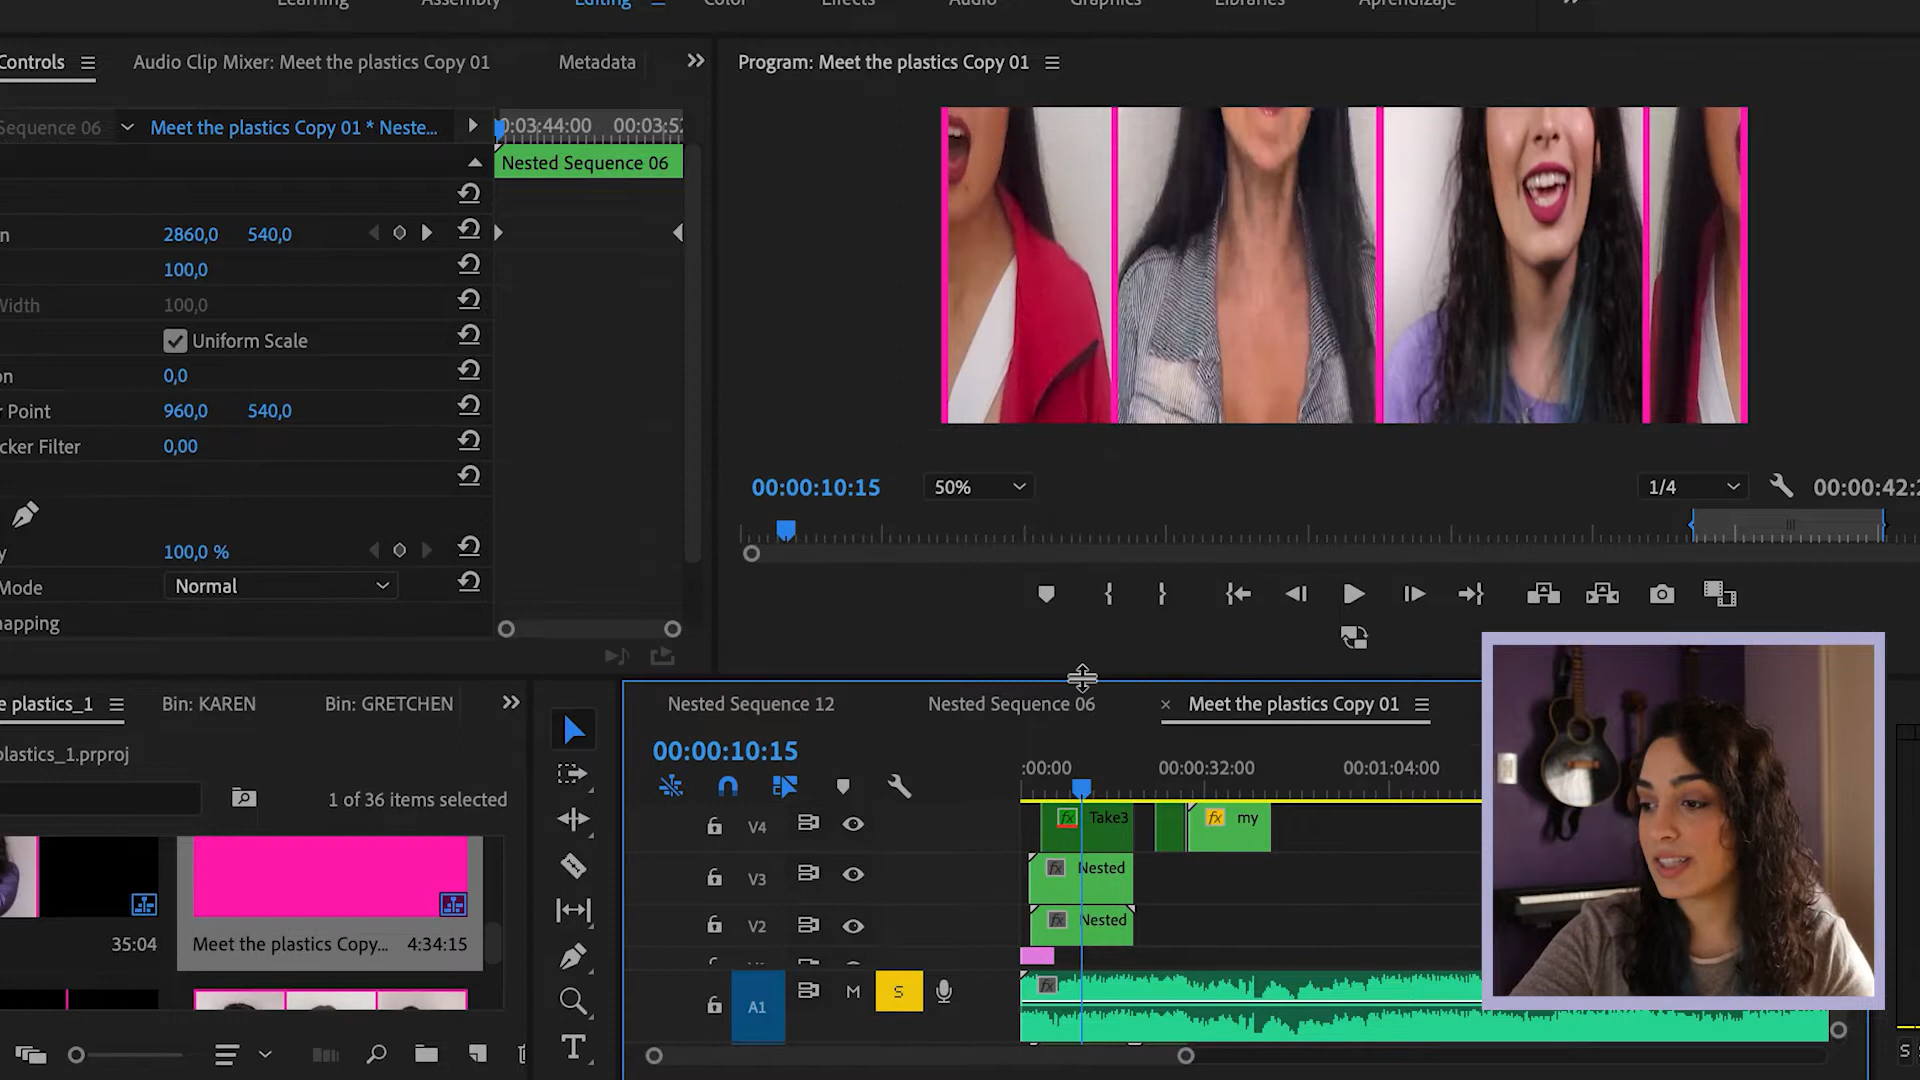 Learning Assembly Editing Color Effects Audio Graphics Libraries Aprendizaje
Controls Audio Clip Mixer: Meet the plastics Copy 01 Metadata
Program: Meet the plastics Copy 01
Sequence 06 Meet the plastics Copy 01 * Neste...
0:03:44:00 00:03:52
Nested Sequence 06
n 2860,0 540,0
100,0
Width 100,0
Uniform Scale
on 0,0
r Point 960,0 540,0
cker Filter 0,00
y 100,0 %
Mode Normal
napping
00:00:10:15 50% 1/4 00:00:42:2
e plastics_1 Bin: KAREN Bin: GRETCHEN
lastics_1.prproj
1 of 36 items selected
35:04
Meet the plastics Copy... 4:34:15
Nested Sequence 12 Nested Sequence 06 × Meet the plastics Copy 01
00:00:10:15
:00:00 00:00:32:00 00:01:04:00
V4 fx Take3 fx my
V3 fx Nested
V2 fx Nested
A1 M S fx
T
S